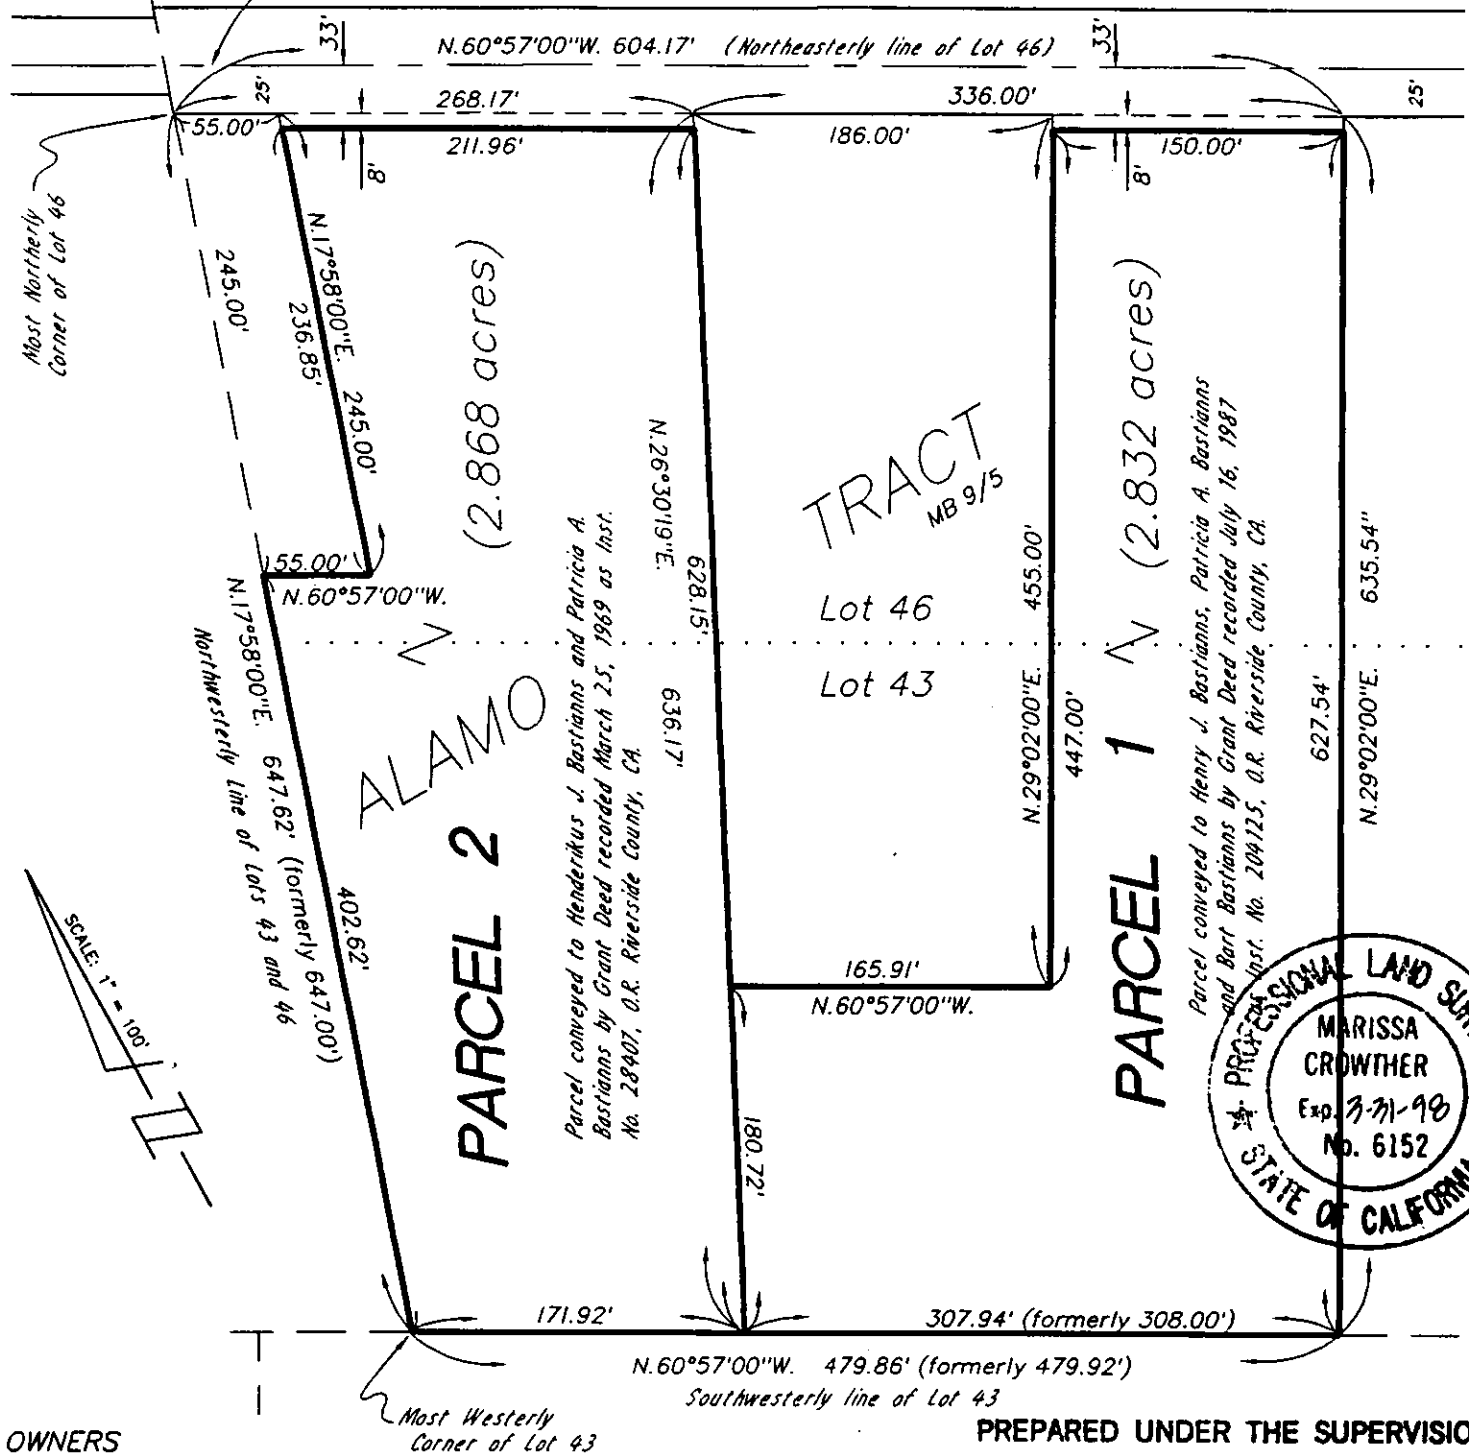 33'
N.60°57'00"W. 604.17' (Northeasterly line of Lot 46)
33'
25'
268.17'
336.00'
25'
55.00'
211.96'
186.00'
150.00'
8'
8'
Most Northerly
Corner of Lot 46
245.00'
N.17°58'00"E. 245.00'
236.85'
(2.868 acres)
N.26°30'19"E. 636.17'
628.15'
TRACT
MB 9/5
N.29°02'00"E. 455.00'
447.00'
(2.832 acres)
Parcel conveyed to Henry J. Bastianns, Patricia A. Bastianns
and Bart Bastianns by Grant Deed recorded July 16, 1987
as Inst. No. 204125, O.R. Riverside County, CA.
635.54"
627.54'
N.29°02'00"E.
55.00'
N.60°57'00"W.
Lot 46
Lot 43
N.17°58'00"E. 647.62' (formerly 647.00')
Northwesterly line of Lots 43 and 46
402.62'
ALAMO
PARCEL 2
Parcel conveyed to Henderikus J. Bastianns and Patricia A.
Bastianns by Grant Deed recorded March 25, 1969 as Inst.
No. 28407, O.R. Riverside County, CA.
PARCEL 1
165.91'
N.60°57'00"W.
180.72'
SCALE: 1" = 100'
PROFESSIONAL LAND
MARISSA
CROWTHER
Exp. 3-31-98
No. 6152
STATE OF CALIFORNIA
171.92'
307.94' (formerly 308.00')
N.60°57'00"W. 479.86' (formerly 479.92')
Southwesterly line of Lot 43
Most Westerly
Corner of Lot 43
OWNERS
PREPARED UNDER THE SUPERVISIO